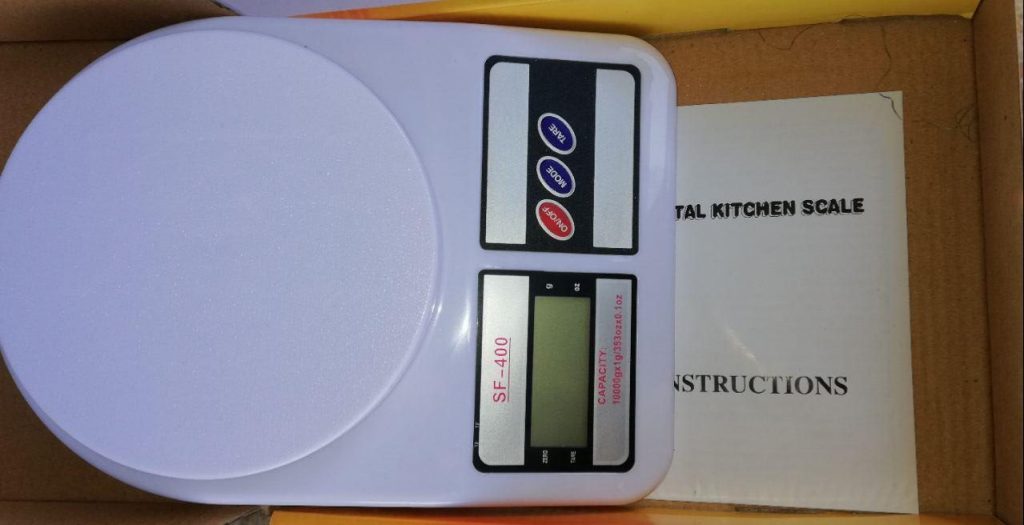 TARE
MODE
ON/OFF
SF-400
g
oz
ZERO
TARE
CAPACITY:
10000gx1g/353ozx0.1oz
TAL KITCHEN SCALE
NSTRUCTIONS